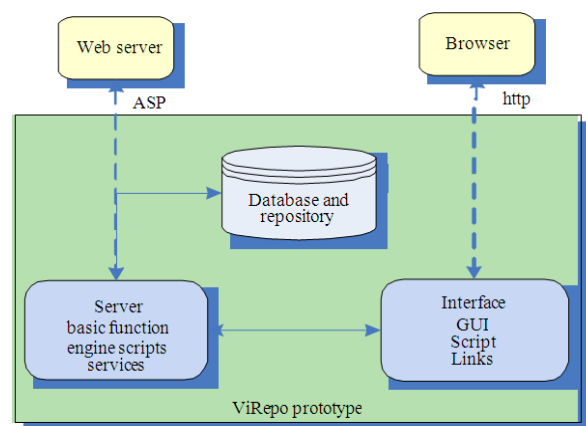 Web server
Browser
ASP
http
Database and
repository
Server
basic function
engine scripts
services
Interface
GUI
Script
Links
ViRepo prototype